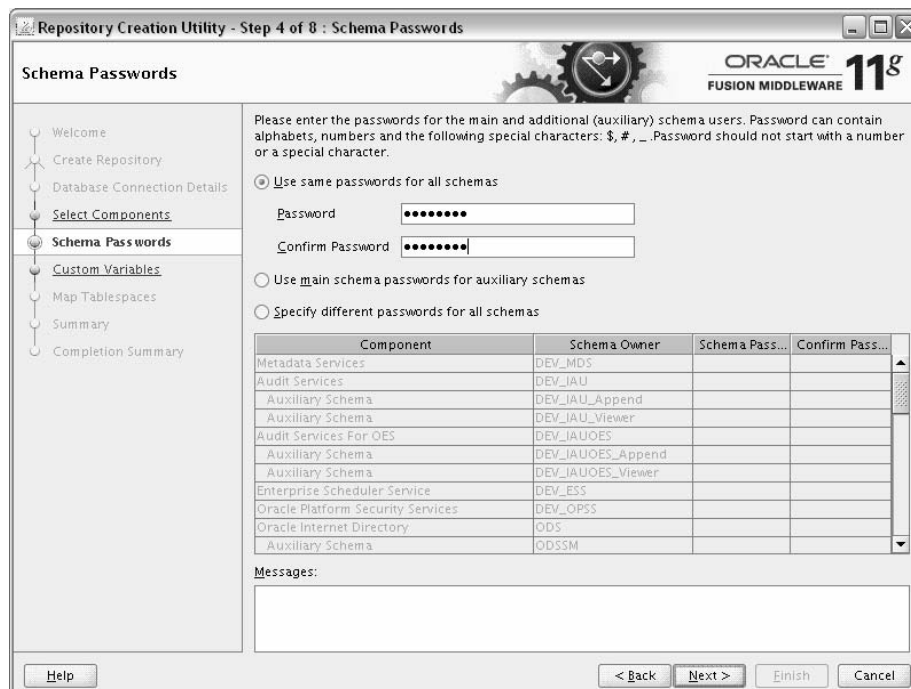 Repository Creation Utility - Step 4 of 8 : Schema Passwords
Schema Passwords
ORACLE
FUSION MIDDLEWARE 11g
Welcome
Create Repository
Database Connection Details
Select Components
Schema Passwords
Custom Variables
Map Tablespaces
Summary
Completion Summary
Please enter the passwords for the main and additional (auxiliary) schema users. Password can contain
alphabets, numbers and the following special characters: $, # , _ .Password should not start with a number
or a special character.
Use same passwords for all schemas
Password ●●●●●●●●
Confirm Password ●●●●●●●●
Use main schema passwords for auxiliary schemas
Specify different passwords for all schemas
Component Schema Owner Schema Pass... Confirm Pass...
Metadata Services DEV_MDS
Audit Services DEV_IAU
Auxiliary Schema DEV_IAU_Append
Auxiliary Schema DEV_IAU_Viewer
Audit Services For OES DEV_IAUOES
Auxiliary Schema DEV_IAUOES_Append
Auxiliary Schema DEV_IAUOES_Viewer
Enterprise Scheduler Service DEV_ESS
Oracle Platform Security Services DEV_OPSS
Oracle Internet Directory ODS
Auxiliary Schema ODSSM
Messages:
Help < Back Next > Finish Cancel